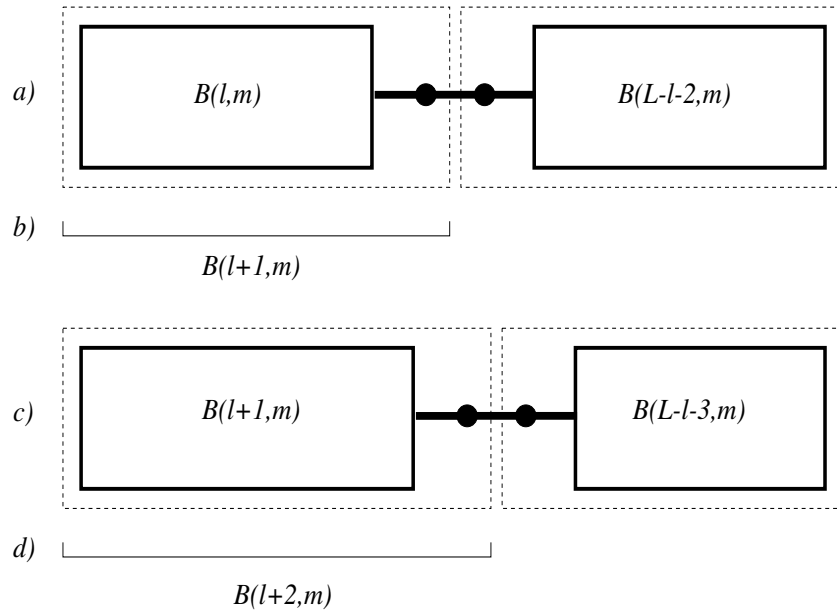 a) B(l,m) B(L-l-2,m)
b)
B(l+1,m)
c) B(l+1,m) B(L-l-3,m)
d)
B(l+2,m)